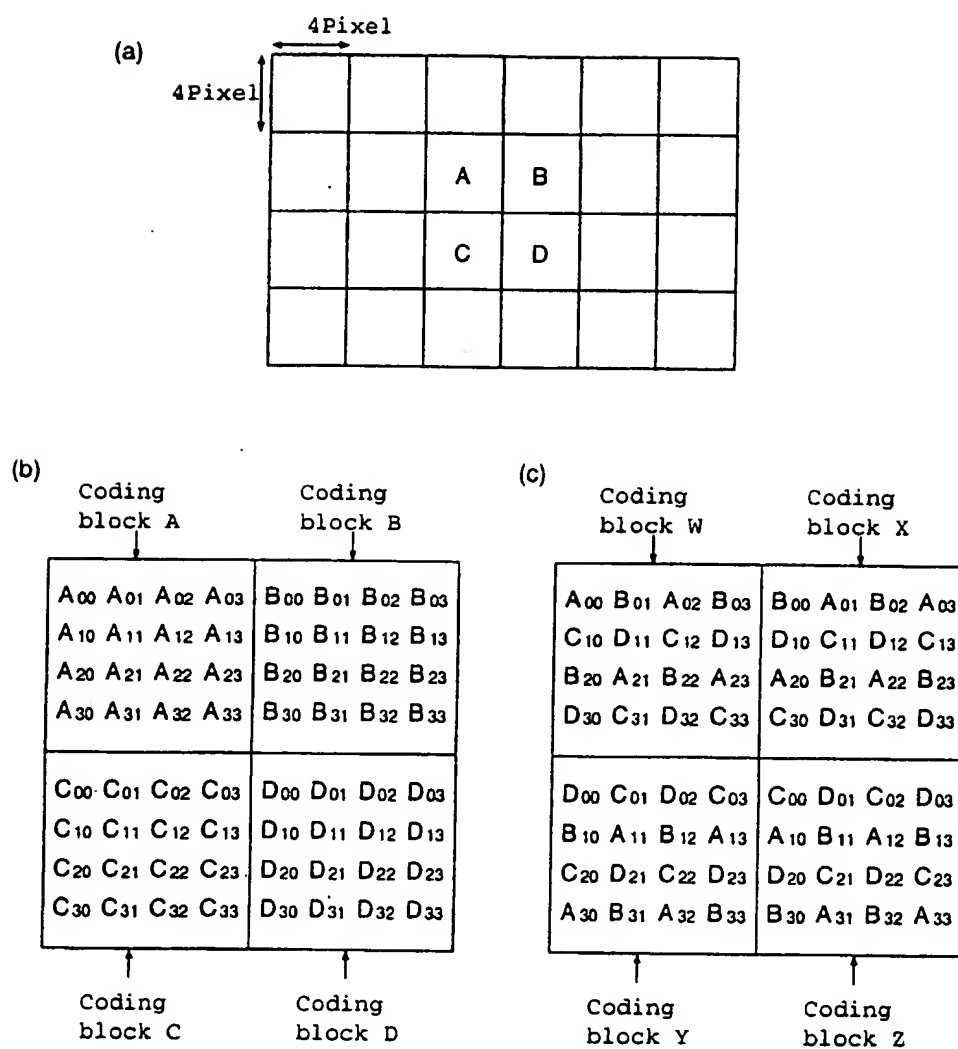 4Pixel
(a)
4Pixel
A B
C D
(b)
Coding
block A
Coding
block B
A00 A01 A02 A03 B00 B01 B02 B03
A10 A11 A12 A13 B10 B11 B12 B13
A20 A21 A22 A23 B20 B21 B22 B23
A30 A31 A32 A33 B30 B31 B32 B33
C00 C01 C02 C03 D00 D01 D02 D03
C10 C11 C12 C13 D10 D11 D12 D13
C20 C21 C22 C23 D20 D21 D22 D23
C30 C31 C32 C33 D30 D31 D32 D33
Coding
block C
Coding
block D
(c)
Coding
block W
Coding
block X
A00 B01 A02 B03 B00 A01 B02 A03
C10 D11 C12 D13 D10 C11 D12 C13
B20 A21 B22 A23 A20 B21 A22 B23
D30 C31 D32 C33 C30 D31 C32 D33
D00 C01 D02 C03 C00 D01 C02 D03
B10 A11 B12 A13 A10 B11 A12 B13
C20 D21 C22 D23 D20 C21 D22 C23
A30 B31 A32 B33 B30 A31 B32 A33
Coding
block Y
Coding
block Z